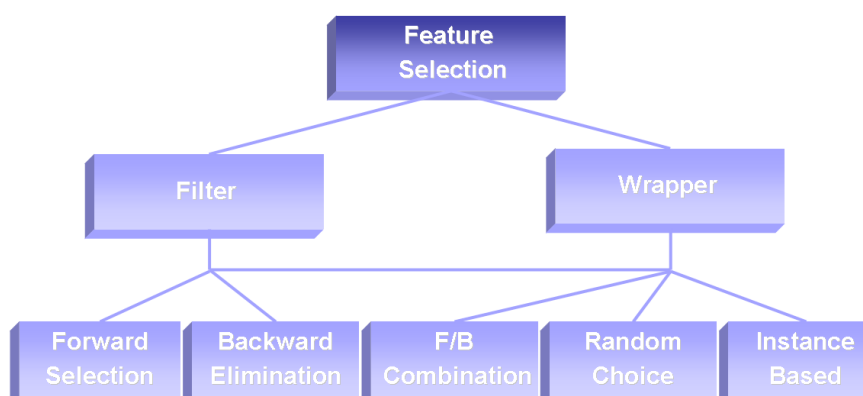 Feature
Selection
Filter
Wrapper
Forward
Selection
Backward
Elimination
F/B
Combination
Random
Choice
Instance
Based